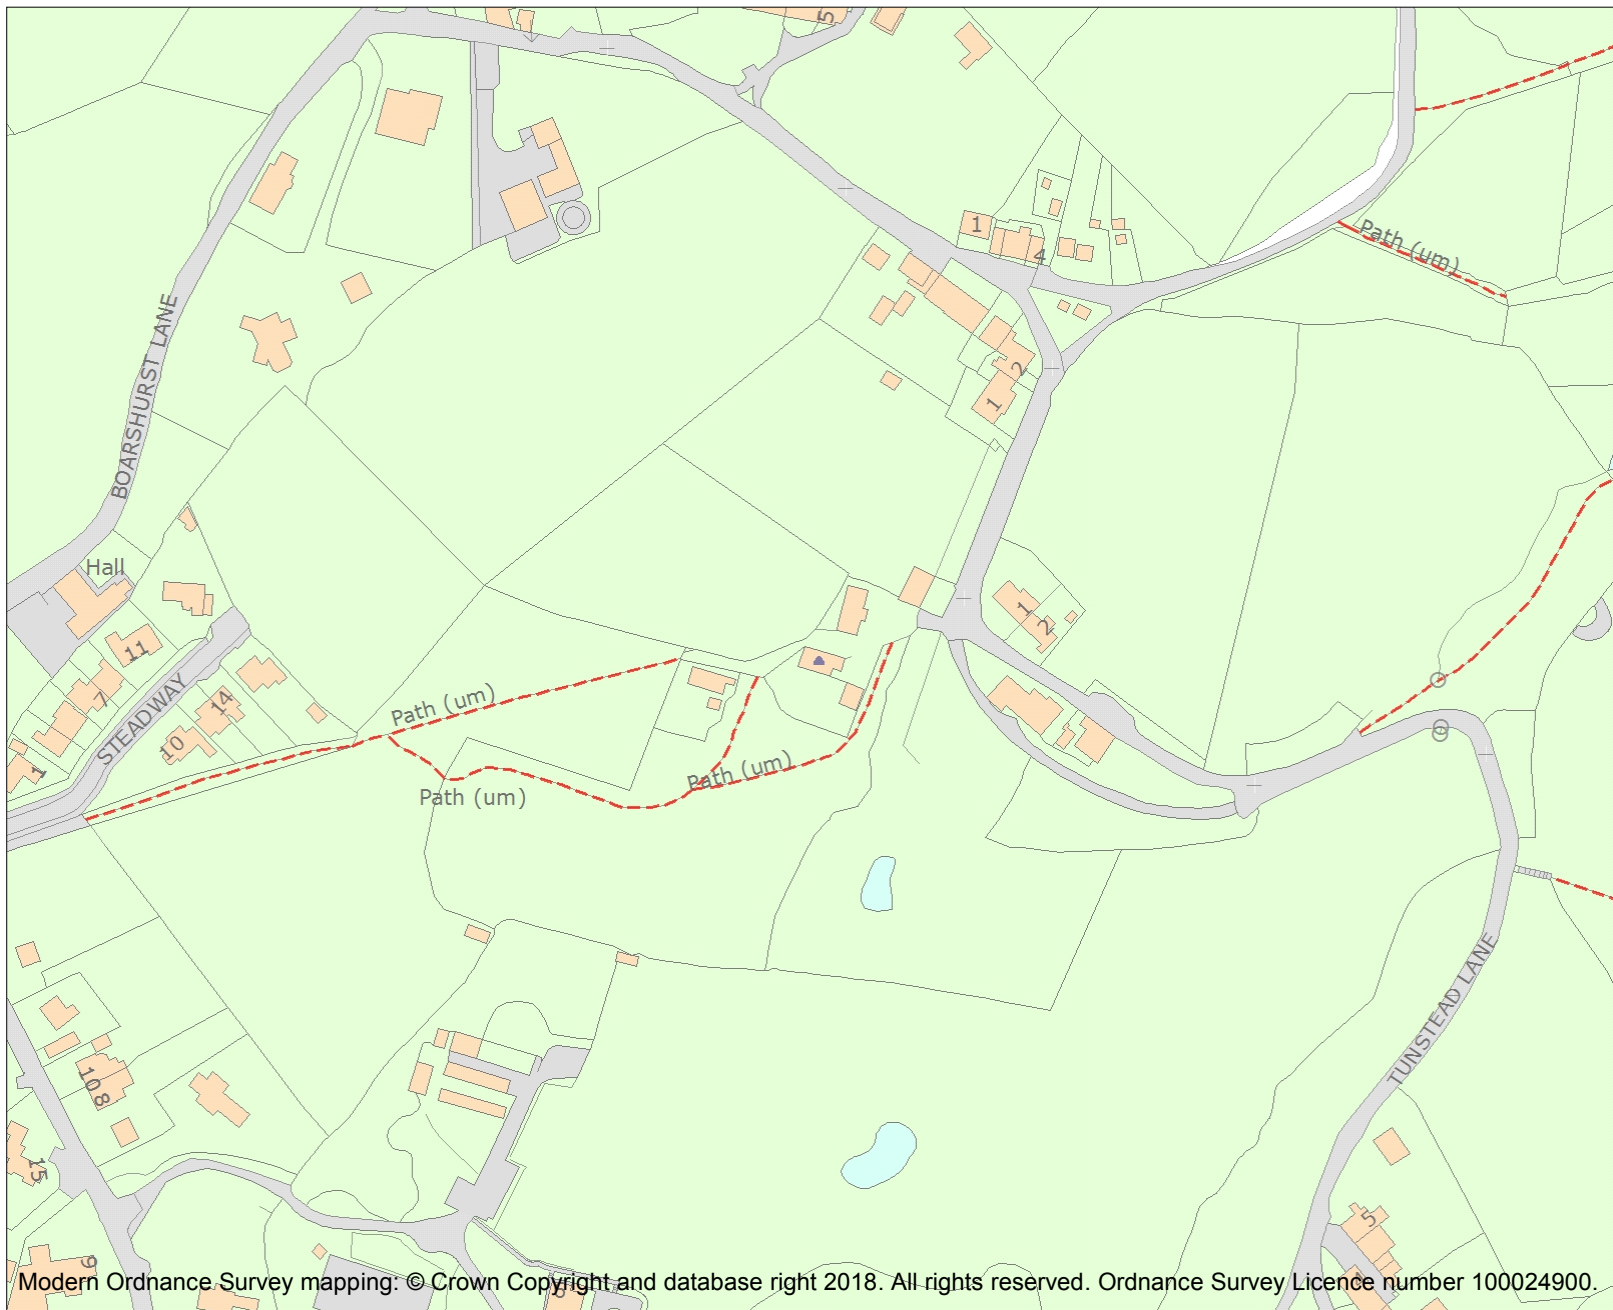 5
1
4
Path (um)
BOARSHURST LANE
2
1
Hall
1
2
11
7
14
STEADWAY
10
1
Path (um)
Path (um)
Path (um)
TUNSTEAD LANE
10
8
15
5
9
Modern Ordnance Survey mapping: © Crown Copyright and database right 2018. All rights reserved. Ordnance Survey Licence number 100024900.